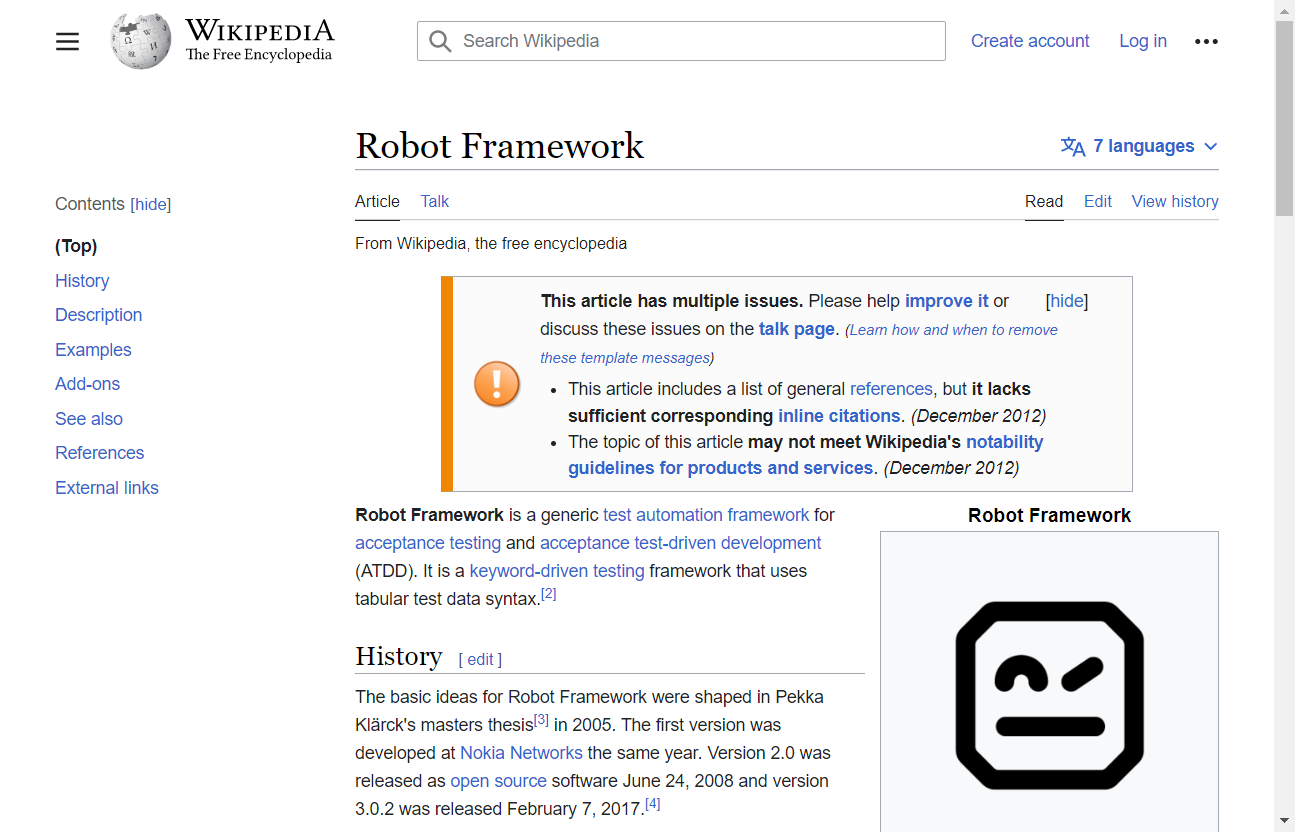 WIKIPEDIA
The Free Encyclopedia
Search Wikipedia
Create account
Log in
Robot Framework
7 languages
Contents [hide]
(Top)
History
Description
Examples
Add-ons
See also
References
External links
Article Talk
Read Edit View history
From Wikipedia, the free encyclopedia
This article has multiple issues. Please help improve it or [hide]
discuss these issues on the talk page. (Learn how and when to remove
these template messages)
• This article includes a list of general references, but it lacks
sufficient corresponding inline citations. (December 2012)
• The topic of this article may not meet Wikipedia's notability
guidelines for products and services. (December 2012)
Robot Framework is a generic test automation framework for
acceptance testing and acceptance test-driven development
(ATDD). It is a keyword-driven testing framework that uses
tabular test data syntax.[2]
Robot Framework
History [ edit ]
The basic ideas for Robot Framework were shaped in Pekka
Klärck's masters thesis[3] in 2005. The first version was
developed at Nokia Networks the same year. Version 2.0 was
released as open source software June 24, 2008 and version
3.0.2 was released February 7, 2017.[4]